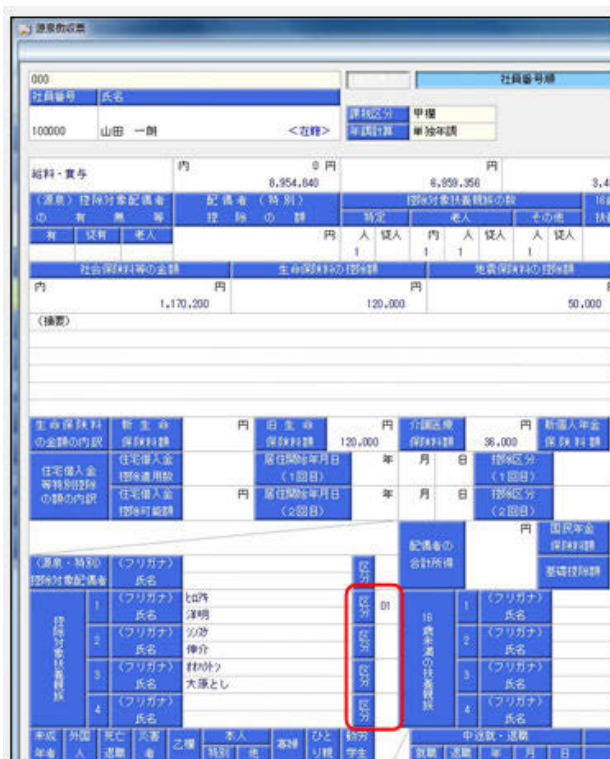 源泉徴収票
000
社員番号順
社員番号 氏名
課税区分 甲欄
100000 山田 一朗 <在籍>
年調計算 単独年調
給料・賞与 内 0 円 円
8,954,840 6,959,356
(源泉)控除対象配偶者 配偶者(特別) 控除対象扶養親族の数
の有無等 控除の額 特定 老人 その他
有 従有 老人 円 人 従人 内 人 従人 人 従人
1 1 1 1
社会保険料等の金額 生命保険料の控除額 地震保険料の控除額
内 円 円
1,170,200 120,000 50,000
(摘要)
生命保険料 新生命 円 旧生命 円 介護医療 円 新個人年金
の金額の内訳 保険料額 保険料額 120,000 保険料額 36,000 保険料額
住宅借入金 住宅借入金 居住開始年月日 年 月 日 控除区分
等特別控除 控除適用数 (1回目) (1回目)
の額の内訳 住宅借入金 円 居住開始年月日 年 月 日 控除区分
控除可能額 (2回目) (2回目)
配偶者の 円 国民年金
合計所得 保険料額
基礎控除額
(源泉・特別) (フリガナ) 区分
控除対象配偶者 氏名
控除対象扶養親族 1 (フリガナ) ヒロアキ 区分 01 16歳未満の扶養親族 1 (フリガナ)
氏名 洋明 氏名
2 (フリガナ) シンスケ 区分 2 (フリガナ)
氏名 伸介 氏名
3 (フリガナ) 区分 3 (フリガナ)
氏名 大原とし 氏名
4 (フリガナ) 区分 4 (フリガナ)
氏名 氏名
未成 外国 死亡 災害 乙欄 本人 寡婦 ひと 勤労 中途就・退職
年者 人 退職 者 特別 他 り親 学生 就職 退職 年 月 日